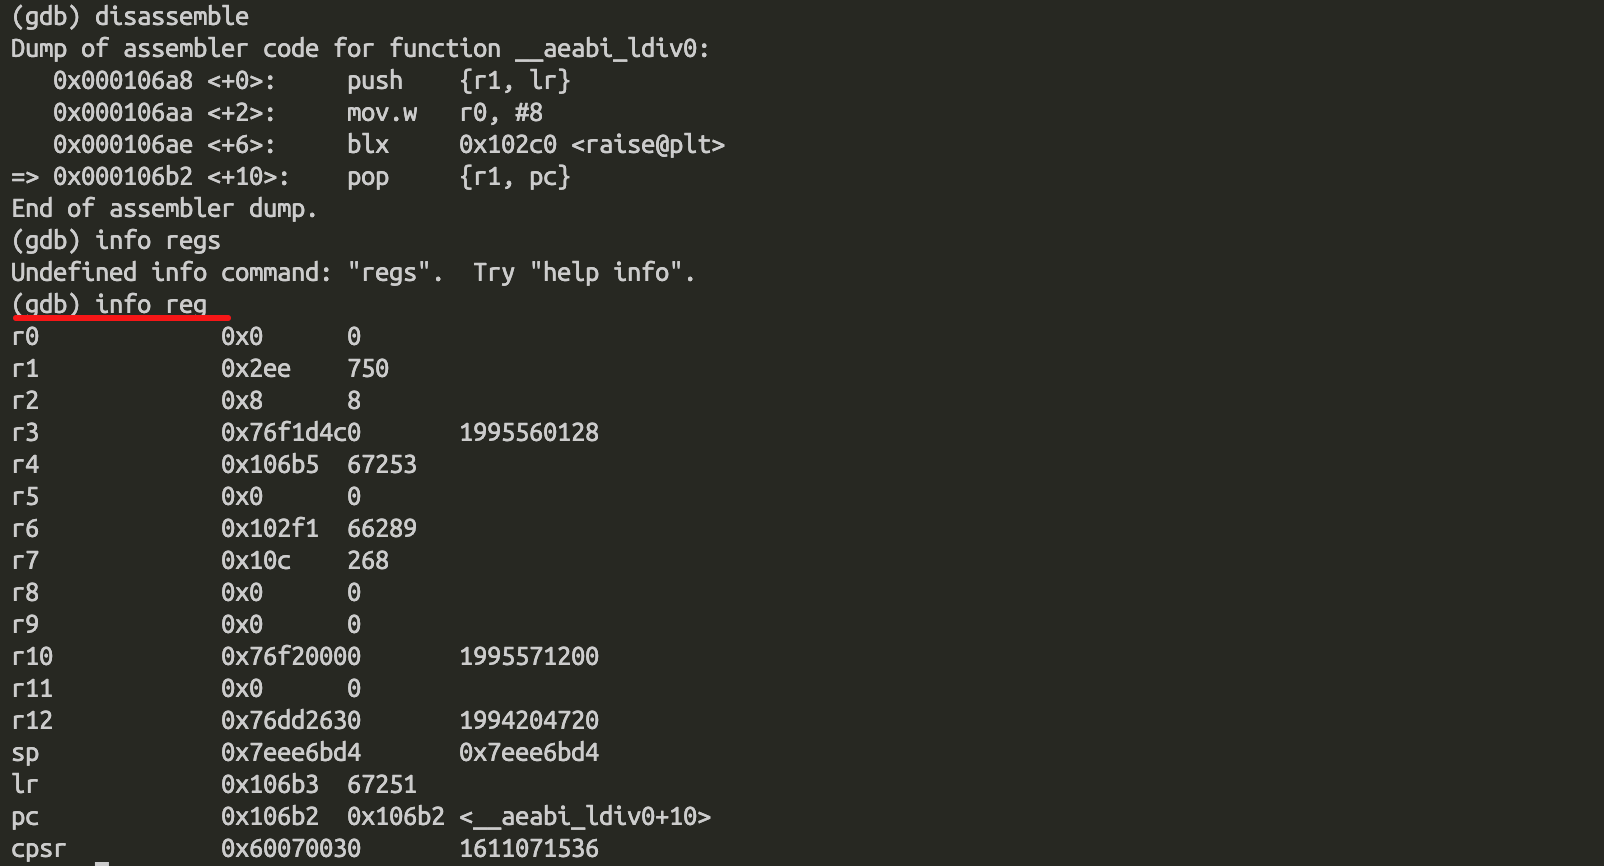 (gdb) disassemble
Dump of assembler code for function __aeabi_ldiv0:
   0x000106a8 <+0>:     push    {r1, lr}
   0x000106aa <+2>:     mov.w   r0, #8
   0x000106ae <+6>:     blx     0x102c0 <raise@plt>
=> 0x000106b2 <+10>:    pop     {r1, pc}
End of assembler dump.
(gdb) info regs
Undefined info command: "regs".  Try "help info".
(gdb) info reg
r0             0x0      0
r1             0x2ee    750
r2             0x8      8
r3             0x76f1d4c0       1995560128
r4             0x106b5  67253
r5             0x0      0
r6             0x102f1  66289
r7             0x10c    268
r8             0x0      0
r9             0x0      0
r10            0x76f20000       1995571200
r11            0x0      0
r12            0x76dd2630       1994204720
sp             0x7eee6bd4       0x7eee6bd4
lr             0x106b3  67251
pc             0x106b2  0x106b2 <__aeabi_ldiv0+10>
cpsr           0x60070030       1611071536